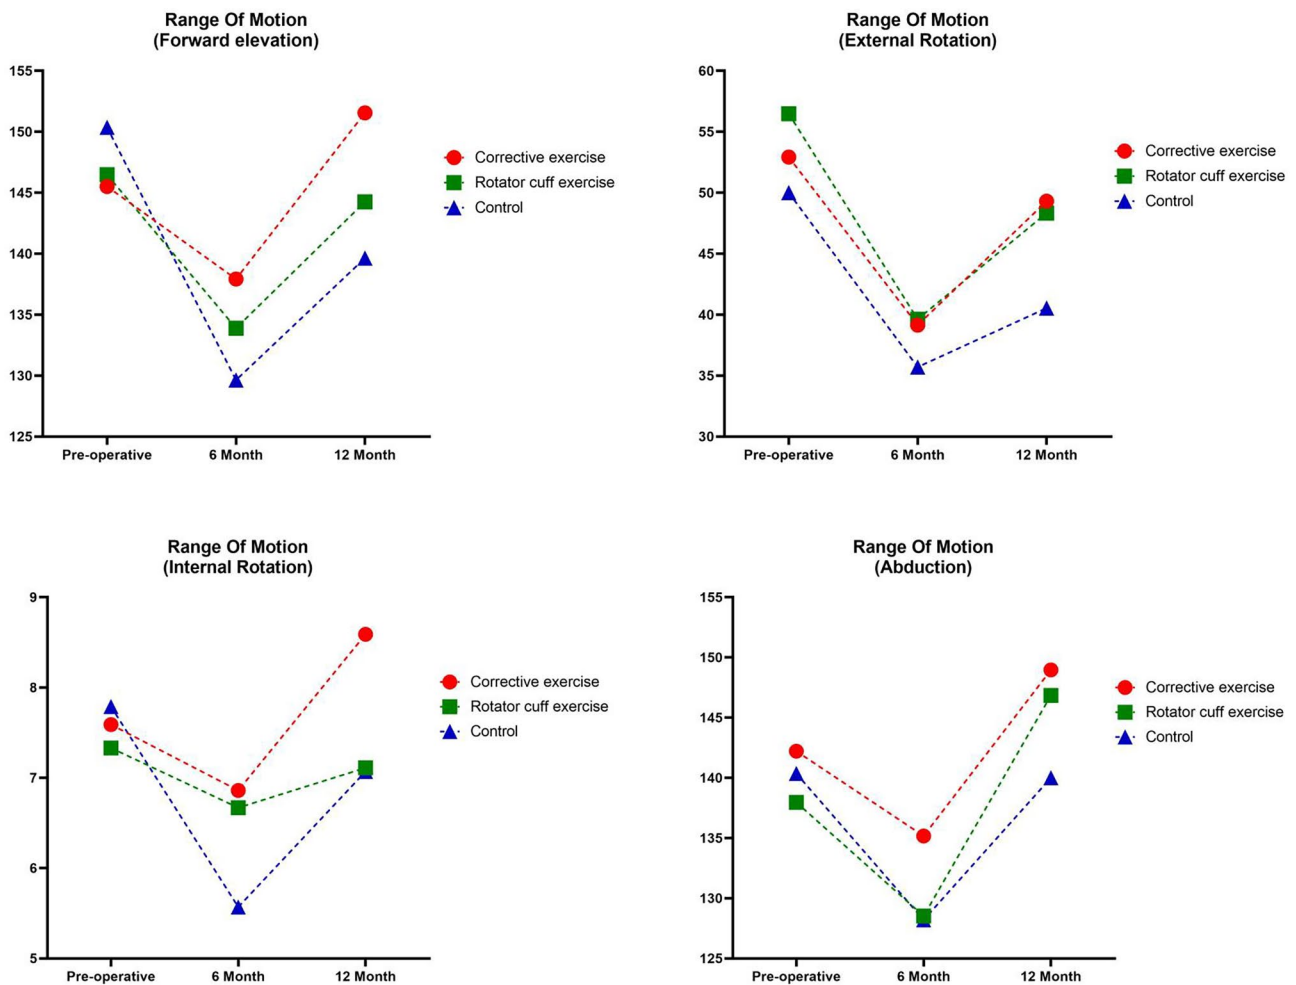 Range Of Motion
(Forward elevation)
155
150
145
140
135
130
125
Pre-operative
6 Month
12 Month
Corrective exercise
Rotator cuff exercise
Control
Range Of Motion
(External Rotation)
60
55
50
45
40
35
30
Pre-operative
6 Month
12 Month
Corrective exercise
Rotator cuff exercise
Control
Range Of Motion
(Internal Rotation)
9
8
7
6
5
Pre-operative
6 Month
12 Month
Corrective exercise
Rotator cuff exercise
Control
Range Of Motion
(Abduction)
155
150
145
140
135
130
125
Pre-operative
6 Month
12 Month
Corrective exercise
Rotator cuff exercise
Control